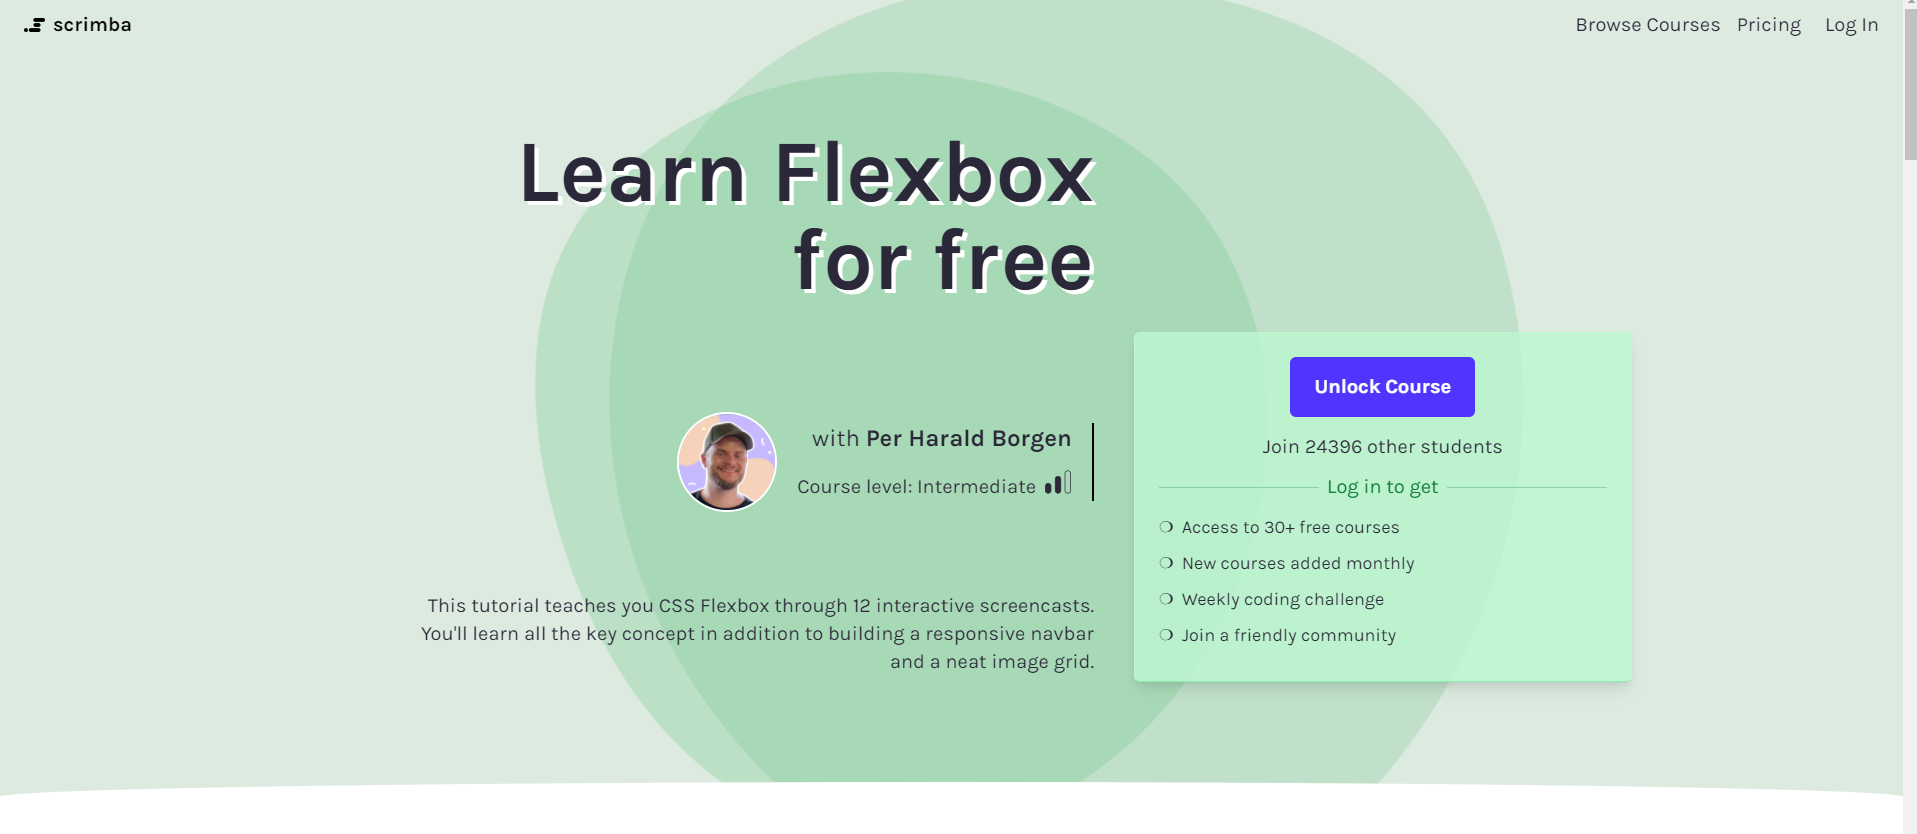 scrimba
Browse Courses Pricing Log In
Learn Flexbox
for free
with Per Harald Borgen
Course level: Intermediate
This tutorial teaches you CSS Flexbox through 12 interactive screencasts.
You'll learn all the key concept in addition to building a responsive navbar
and a neat image grid.
Unlock Course
Join 24396 other students
Log in to get
Access to 30+ free courses
New courses added monthly
Weekly coding challenge
Join a friendly community